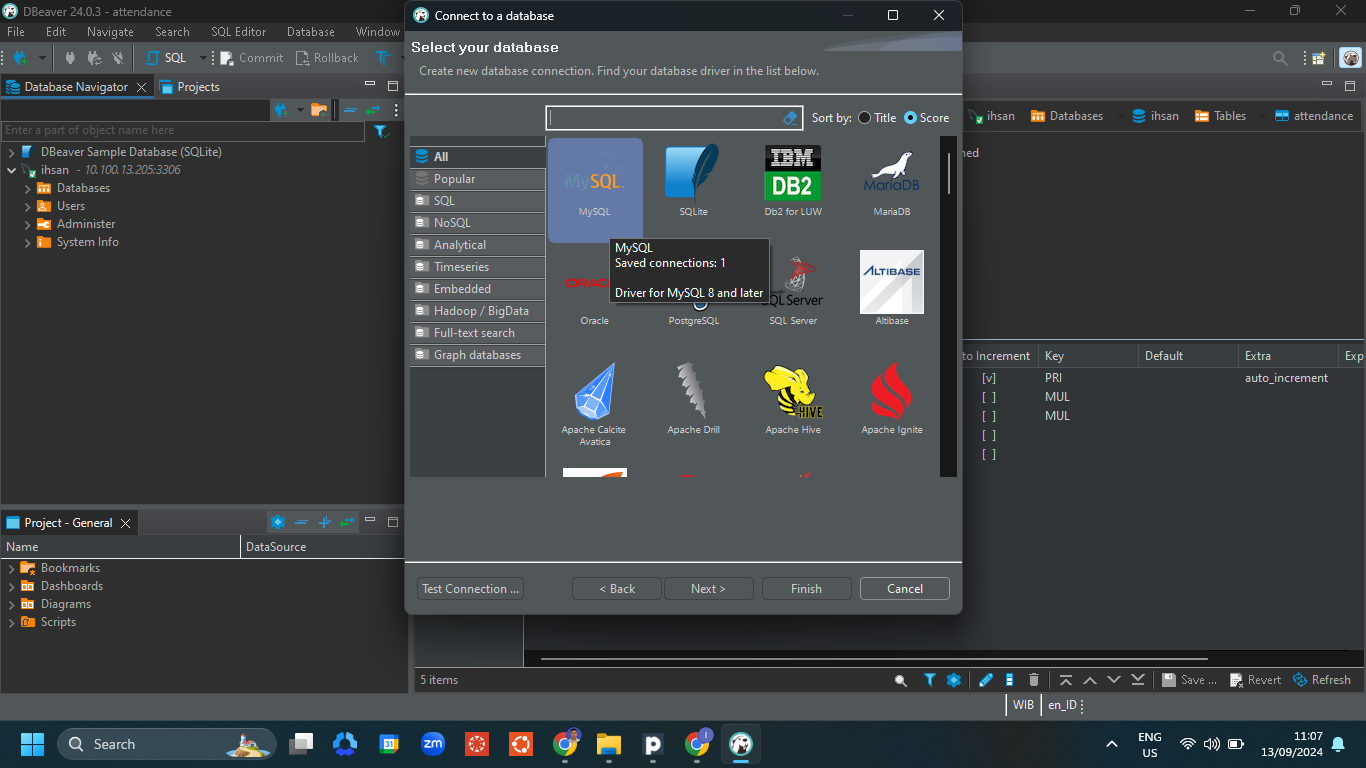 DBeaver 24.0.3 - attendance
File Edit Navigate Search SQL Editor Database Window
SQL Commit Rollback
Database Navigator Projects
Enter a part of object name here
DBeaver Sample Database (SQLite)
ihsan - 10.100.13.205:3306
Databases
Users
Administer
System Info
Project - General
Name DataSource
Bookmarks
Dashboards
Diagrams
Scripts
Connect to a database
Select your database
Create new database connection. Find your database driver in the list below.
Sort by: Title Score
All
Popular
SQL
NoSQL
Analytical
Timeseries
Embedded
Hadoop / BigData
Full-text search
Graph databases
MySQL IBM DB2 MariaDB
MySQL SQLite Db2 for LUW MariaDB
MySQL
Saved connections: 1
Driver for MySQL 8 and later
SQL Server ALTIBASE
Oracle PostgreSQL SQL Server Altibase
HIVE
Apache Calcite Avatica Apache Drill Apache Hive Apache Ignite
Test Connection ... < Back Next > Finish Cancel
ihsan Databases ihsan Tables attendance
ned
to Increment Key Default Extra Exp
[v] PRI auto_increment
[ ] MUL
[ ] MUL
[ ]
[ ]
5 items Save ... Revert Refresh
WIB en_ID
Search
31
zm
ENG
US
11:07
13/09/2024